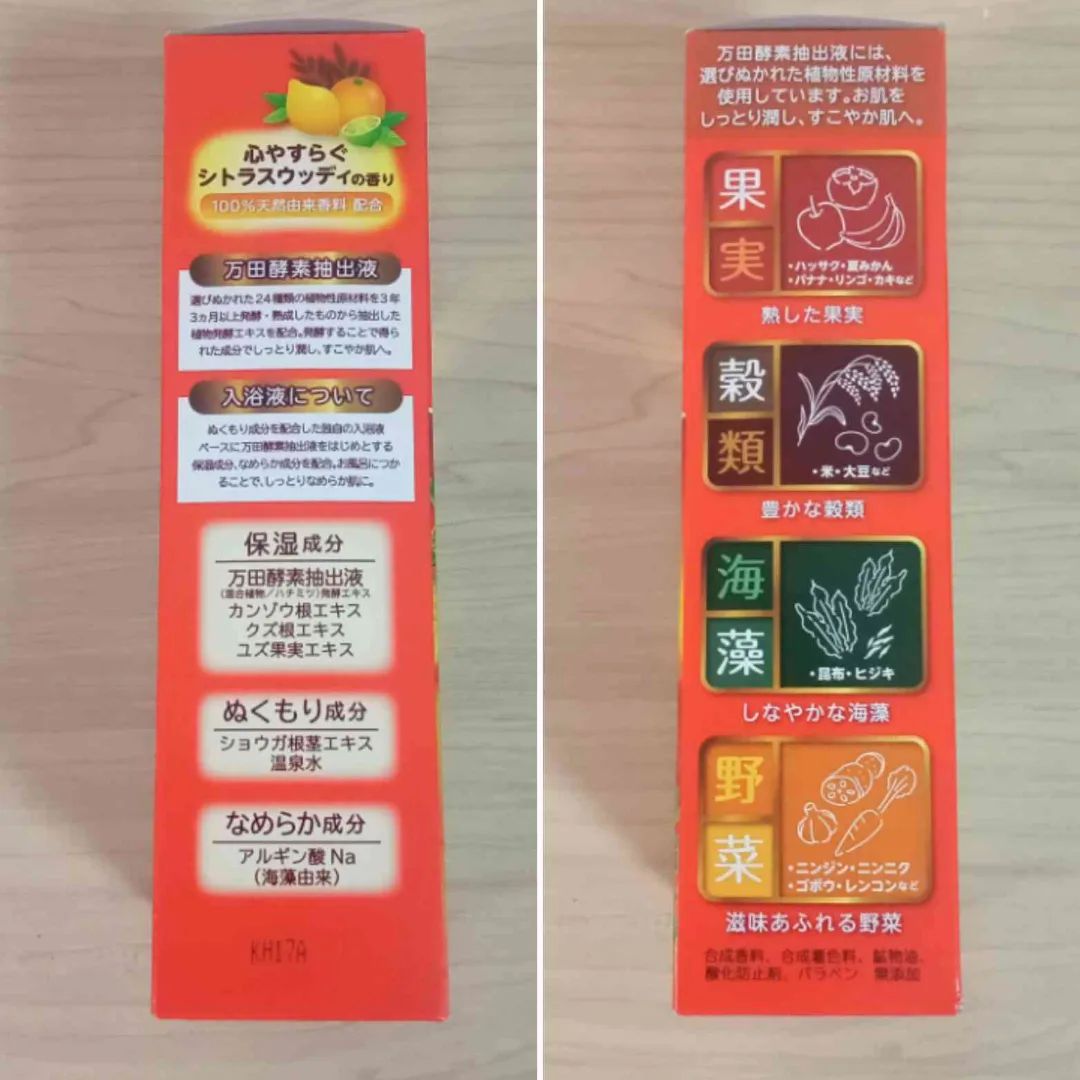 心やすらぐ
シトラスウッディの香り
100%天然由来香料 配合
万田酵素抽出液
選びぬかれた24種類の植物性原材料を3年
3ヵ月以上発酵・熟成したものから抽出した
植物発酵エキスを配合。発酵することで得ら
れた成分でしっとり潤し、すこやか肌へ。
入浴液について
ぬくもり成分を配合した独自の入浴液
ベースに万田酵素抽出液をはじめとする
保湿成分、なめらか成分を配合。お風呂につか
ることで、しっとりなめらか肌に。
保湿成分
万田酵素抽出液
(混合植物/ハチミツ)発酵エキス
カンゾウ根エキス
クズ根エキス
ユズ果実エキス
ぬくもり成分
ショウガ根茎エキス
温泉水
なめらか成分
アルギン酸Na
(海藻由来)
KH17A
万田酵素抽出液には、
選びぬかれた植物性原材料を
使用しています。お肌を
しっとり潤し、すこやか肌へ。
果実
・ハッサク・夏みかん
・バナナ・リンゴ・カキなど
熟した果実
穀類
・米・大豆など
豊かな穀類
海藻
・昆布・ヒジキ
しなやかな海藻
野菜
・ニンジン・ニンニク
・ゴボウ・レンコンなど
滋味あふれる野菜
合成香料、合成着色料、鉱物油、
酸化防止剤、パラベン 無添加